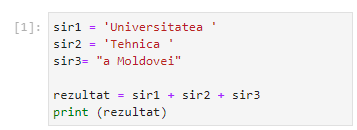 [1]: sir1 = 'Universitatea '
sir2 = 'Tehnica '
sir3= "a Moldovei"
rezultat = sir1 + sir2 + sir3
print (rezultat)